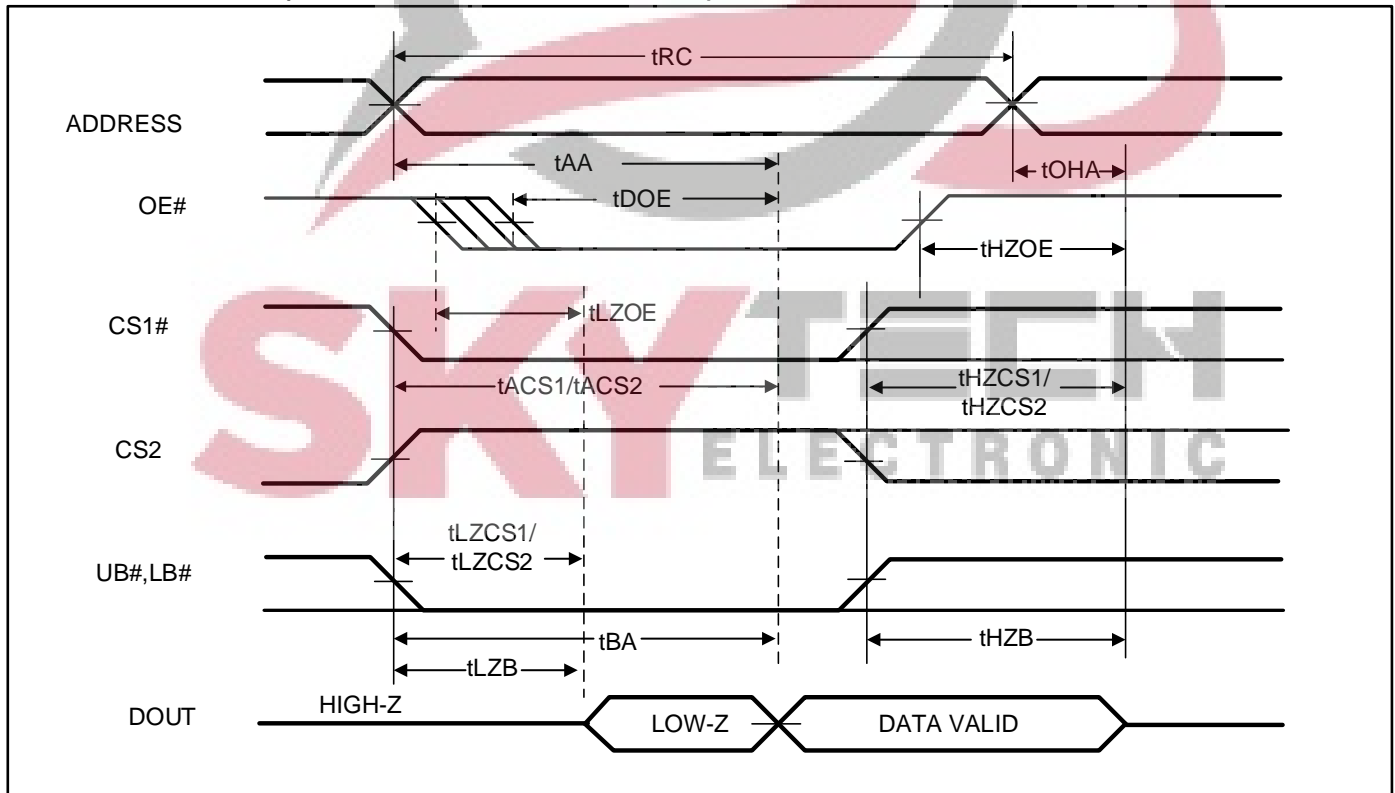 tRC
ADDRESS
tAA
tOHA
OE#
tDOE
tHZOE
tLZOE
CS1#
tACS1/tACS2
tHZCS1/
tHZCS2
CS2
tLZCS1/
tLZCS2
UB#,LB#
tBA
tHZB
tLZB
DOUT
HIGH-Z
LOW-Z
DATA VALID
SKYTECH
ELECTRONIC